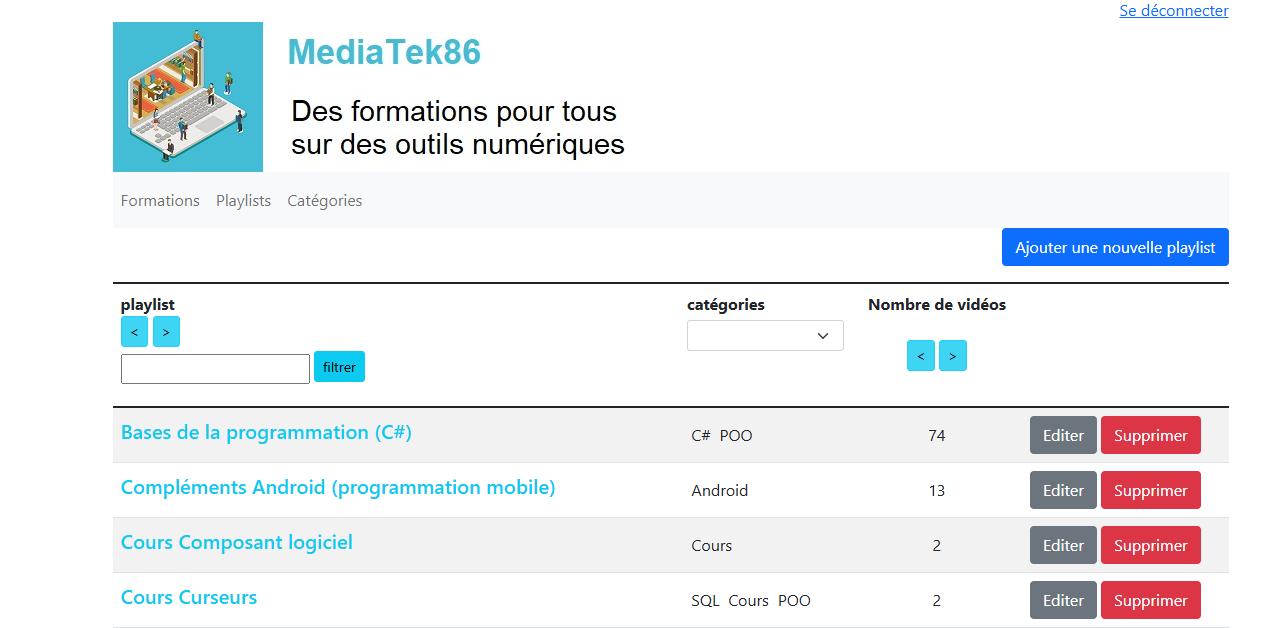 Se déconnecter
MediaTek86
Des formations pour tous
sur des outils numériques
Formations Playlists Catégories
Ajouter une nouvelle playlist
playlist catégories Nombre de vidéos
< >
< >
filtrer
Bases de la programmation (C#) C# POO 74 Editer Supprimer
Compléments Android (programmation mobile) Android 13 Editer Supprimer
Cours Composant logiciel Cours 2 Editer Supprimer
Cours Curseurs SQL Cours POO 2 Editer Supprimer